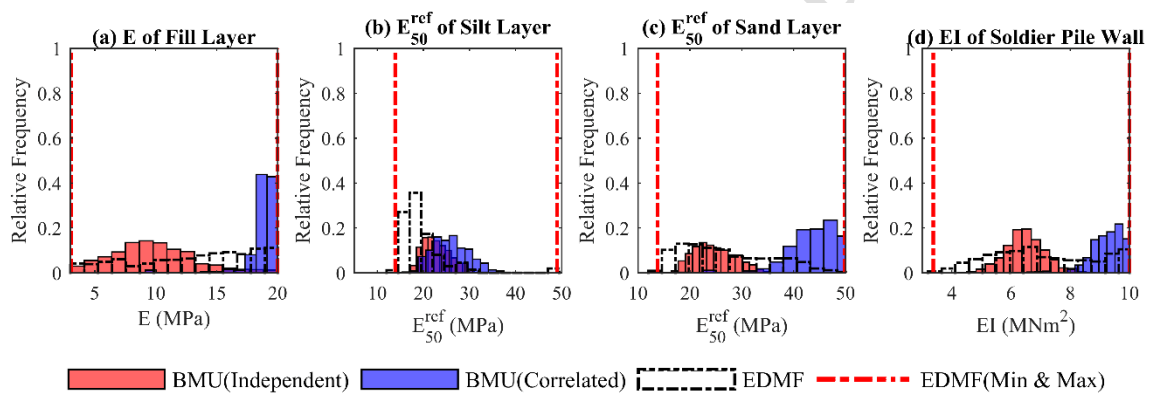 (a) E of Fill Layer
1
0.8
0.6
0.4
0.2
0
5
10
15
20
Relative Frequency
E (MPa)
(b) E₅₀ʳᵉᶠ of Silt Layer
1
0.8
0.6
0.4
0.2
0
10
20
30
40
50
Relative Frequency
E₅₀ʳᵉᶠ (MPa)
(c) E₅₀ʳᵉᶠ of Sand Layer
1
0.8
0.6
0.4
0.2
0
10
20
30
40
50
Relative Frequency
E₅₀ʳᵉᶠ (MPa)
(d) EI of Soldier Pile Wall
1
0.8
0.6
0.4
0.2
0
4
6
8
10
Relative Frequency
EI (MNm²)
BMU(Independent)
BMU(Correlated)
EDMF
EDMF(Min & Max)